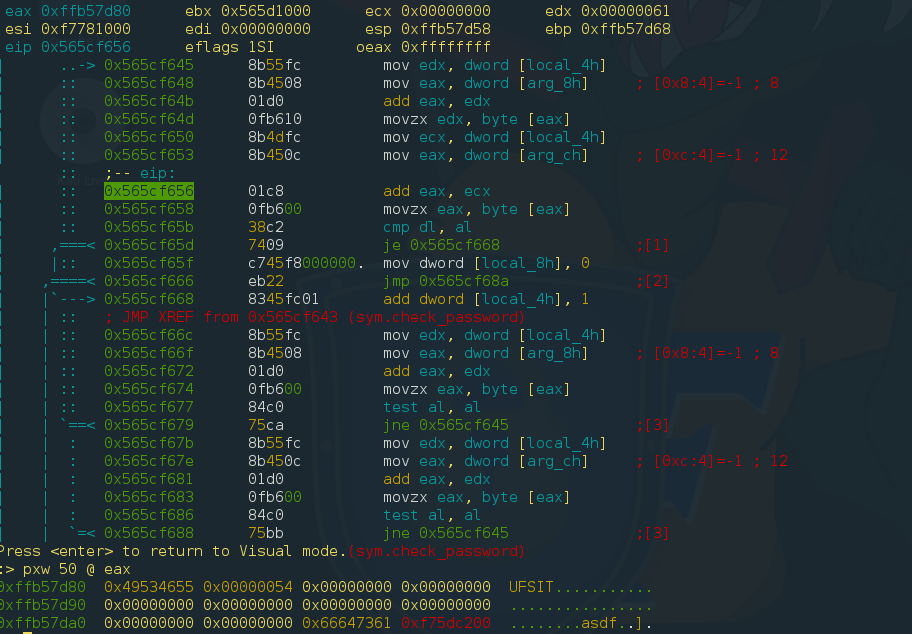 eax 0xffb57d80 ebx 0x565d1000 ecx 0x00000000 edx 0x00000061
esi 0xf7781000 edi 0x00000000 esp 0xffb57d58 ebp 0xffb57d68
eip 0x565cf656 eflags 1SI oeax 0xffffffff
| ..-> 0x565cf645 8b55fc mov edx, dword [local_4h]
| :: 0x565cf648 8b4508 mov eax, dword [arg_8h] ; [0x8:4]=-1 ; 8
| :: 0x565cf64b 01d0 add eax, edx
| :: 0x565cf64d 0fb610 movzx edx, byte [eax]
| :: 0x565cf650 8b4dfc mov ecx, dword [local_4h]
| :: 0x565cf653 8b450c mov eax, dword [arg_ch] ; [0xc:4]=-1 ; 12
| :: ;-- eip:
| :: 0x565cf656 01c8 add eax, ecx
| :: 0x565cf658 0fb600 movzx eax, byte [eax]
| :: 0x565cf65b 38c2 cmp dl, al
| ,===< 0x565cf65d 7409 je 0x565cf668 ;[1]
| |:: 0x565cf65f c745f8000000. mov dword [local_8h], 0
| ,====< 0x565cf666 eb22 jmp 0x565cf68a ;[2]
| |`---> 0x565cf668 8345fc01 add dword [local_4h], 1
| | :: ; JMP XREF from 0x565cf643 (sym.check_password)
| | :: 0x565cf66c 8b55fc mov edx, dword [local_4h]
| | :: 0x565cf66f 8b4508 mov eax, dword [arg_8h] ; [0x8:4]=-1 ; 8
| | :: 0x565cf672 01d0 add eax, edx
| | :: 0x565cf674 0fb600 movzx eax, byte [eax]
| | :: 0x565cf677 84c0 test al, al
| | `==< 0x565cf679 75ca jne 0x565cf645 ;[3]
| | : 0x565cf67b 8b55fc mov edx, dword [local_4h]
| | : 0x565cf67e 8b450c mov eax, dword [arg_ch] ; [0xc:4]=-1 ; 12
| | : 0x565cf681 01d0 add eax, edx
| | : 0x565cf683 0fb600 movzx eax, byte [eax]
| | : 0x565cf686 84c0 test al, al
| | `=< 0x565cf688 75bb jne 0x565cf645 ;[3]
Press <enter> to return to Visual mode.(sym.check_password)
:> pxw 50 @ eax
0xffb57d80 0x49534655 0x00000054 0x00000000 0x00000000 UFSIT...........
0xffb57d90 0x00000000 0x00000000 0x00000000 0x00000000 ................
0xffb57da0 0x00000000 0x00000000 0x66647361 0xf75dc200 ........asdf..].